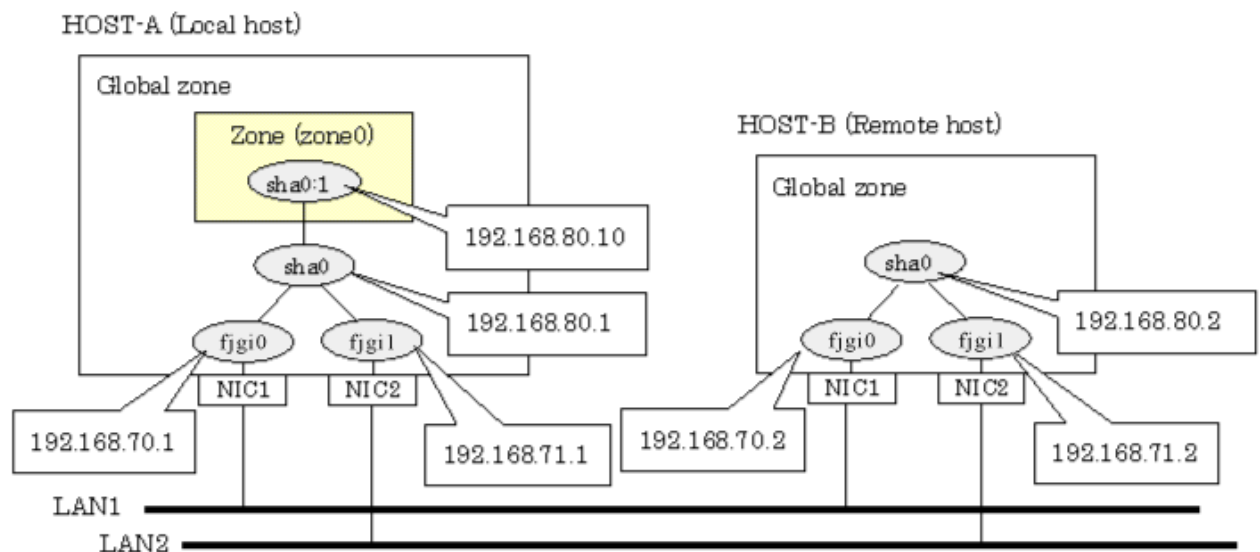 HOST-A (Local host)
Global zone
Zone (zone0)
sha0:1
192.168.80.10
sha0
192.168.80.1
fjgi0
fjgi1
NIC1
NIC2
192.168.70.1
192.168.71.1
HOST-B (Remote host)
Global zone
sha0
192.168.80.2
fjgi0
fjgi1
NIC1
NIC2
192.168.70.2
192.168.71.2
LAN1
LAN2